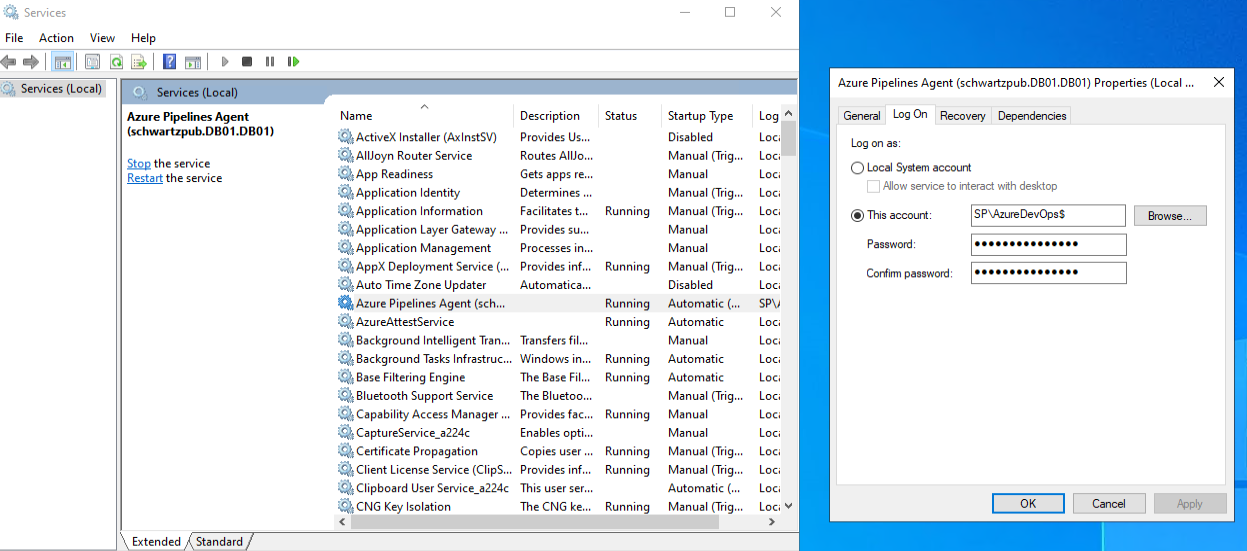 Services
File Action View Help
Services (Local)
Services (Local)
Azure Pipelines Agent
(schwartzpub.DB01.DB01)
Stop the service
Restart the service
Name Description Status Startup Type Log
ActiveX Installer (AxInstSV) Provides Us... Disabled Loca
AllJoyn Router Service Routes AllJo... Manual (Trig... Loca
App Readiness Gets apps re... Manual Loca
Application Identity Determines ... Manual (Trig... Loca
Application Information Facilitates t... Running Manual (Trig... Loca
Application Layer Gateway ... Provides su... Manual Loca
Application Management Processes in... Manual Loca
AppX Deployment Service (... Provides inf... Running Manual (Trig... Loca
Auto Time Zone Updater Automatica... Disabled Loca
Azure Pipelines Agent (sch... Running Automatic (... SP\A
AzureAttestService Running Automatic Loca
Background Intelligent Tran... Transfers fil... Manual Loca
Background Tasks Infrastruc... Windows in... Running Automatic Loca
Base Filtering Engine The Base Fil... Running Automatic Loca
Bluetooth Support Service The Bluetoo... Manual (Trig... Loca
Capability Access Manager ... Provides fac... Running Manual Loca
CaptureService_a224c Enables opti... Manual Loca
Certificate Propagation Copies user ... Running Manual (Trig... Loca
Client License Service (ClipS... Provides inf... Running Manual (Trig... Loca
Clipboard User Service_a224c This user ser... Automatic (... Loca
CNG Key Isolation The CNG ke... Running Manual (Trig... Loca
Extended Standard
Azure Pipelines Agent (schwartzpub.DB01.DB01) Properties (Local ...
General Log On Recovery Dependencies
Log on as:
Local System account
Allow service to interact with desktop
This account: SP\AzureDevOps$ Browse...
Password: ●●●●●●●●●●●●●●●
Confirm password: ●●●●●●●●●●●●●●●
OK Cancel Apply